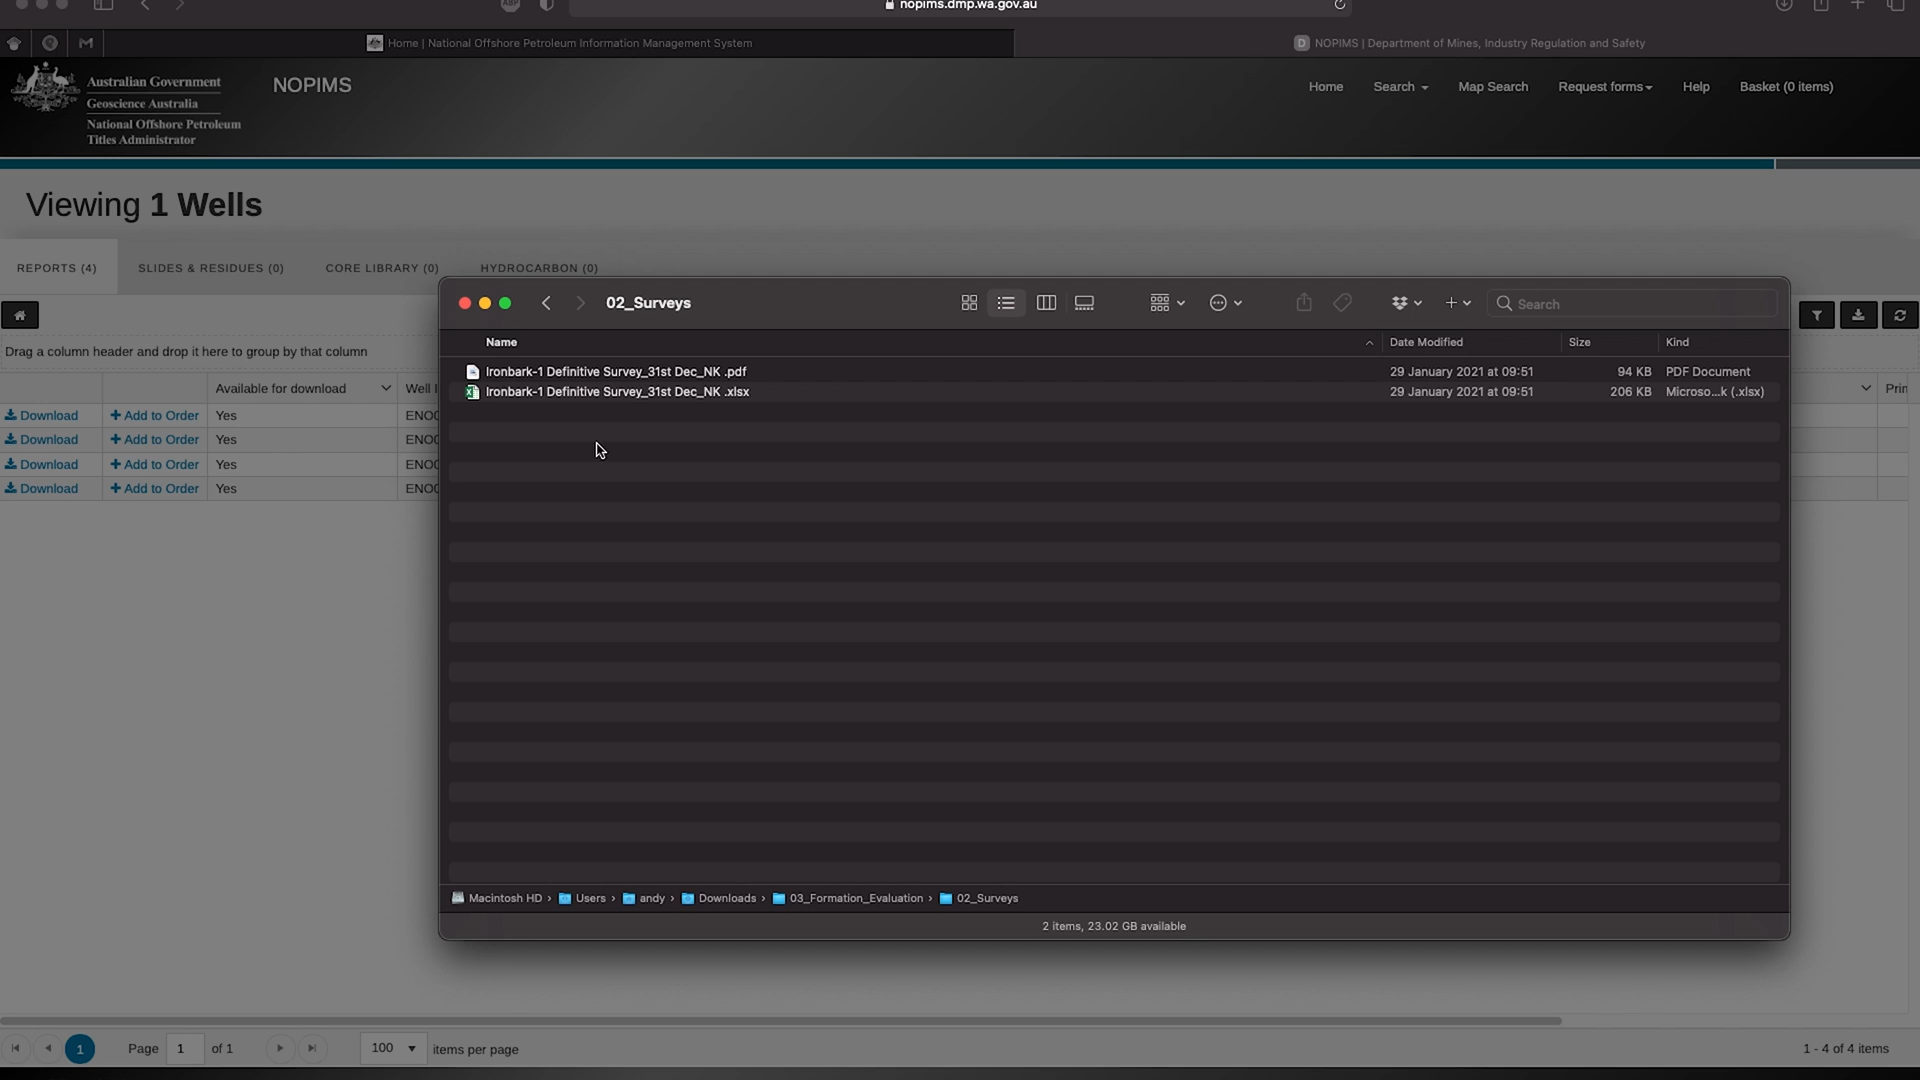 nopims.dmp.wa.gov.au
Home | National Offshore Petroleum Information Management System
NOPIMS | Department of Mines, Industry Regulation and Safety
Australian Government
Geoscience Australia
National Offshore Petroleum
Titles Administrator
NOPIMS
Home
Search
Map Search
Request forms
Help
Basket (0 items)
Viewing 1 Wells
REPORTS (4)
SLIDES & RESIDUES (0)
CORE LIBRARY (0)
HYDROCARBON (0)
Drag a column header and drop it here to group by that column
Available for download
Well
Download + Add to Order Yes
Download + Add to Order Yes
Download + Add to Order Yes
Download + Add to Order Yes
02_Surveys
Search
Name
Date Modified
Size
Kind
Ironbark-1 Definitive Survey_31st Dec_NK .pdf 29 January 2021 at 09:51 94 KB PDF Document
Ironbark-1 Definitive Survey_31st Dec_NK .xlsx 29 January 2021 at 09:51 206 KB Microso...k (.xlsx)
Macintosh HD › Users › andy › Downloads › 03_Formation_Evaluation › 02_Surveys
2 items, 23.02 GB available
1 Page 1 of 1
100 items per page
1 - 4 of 4 items